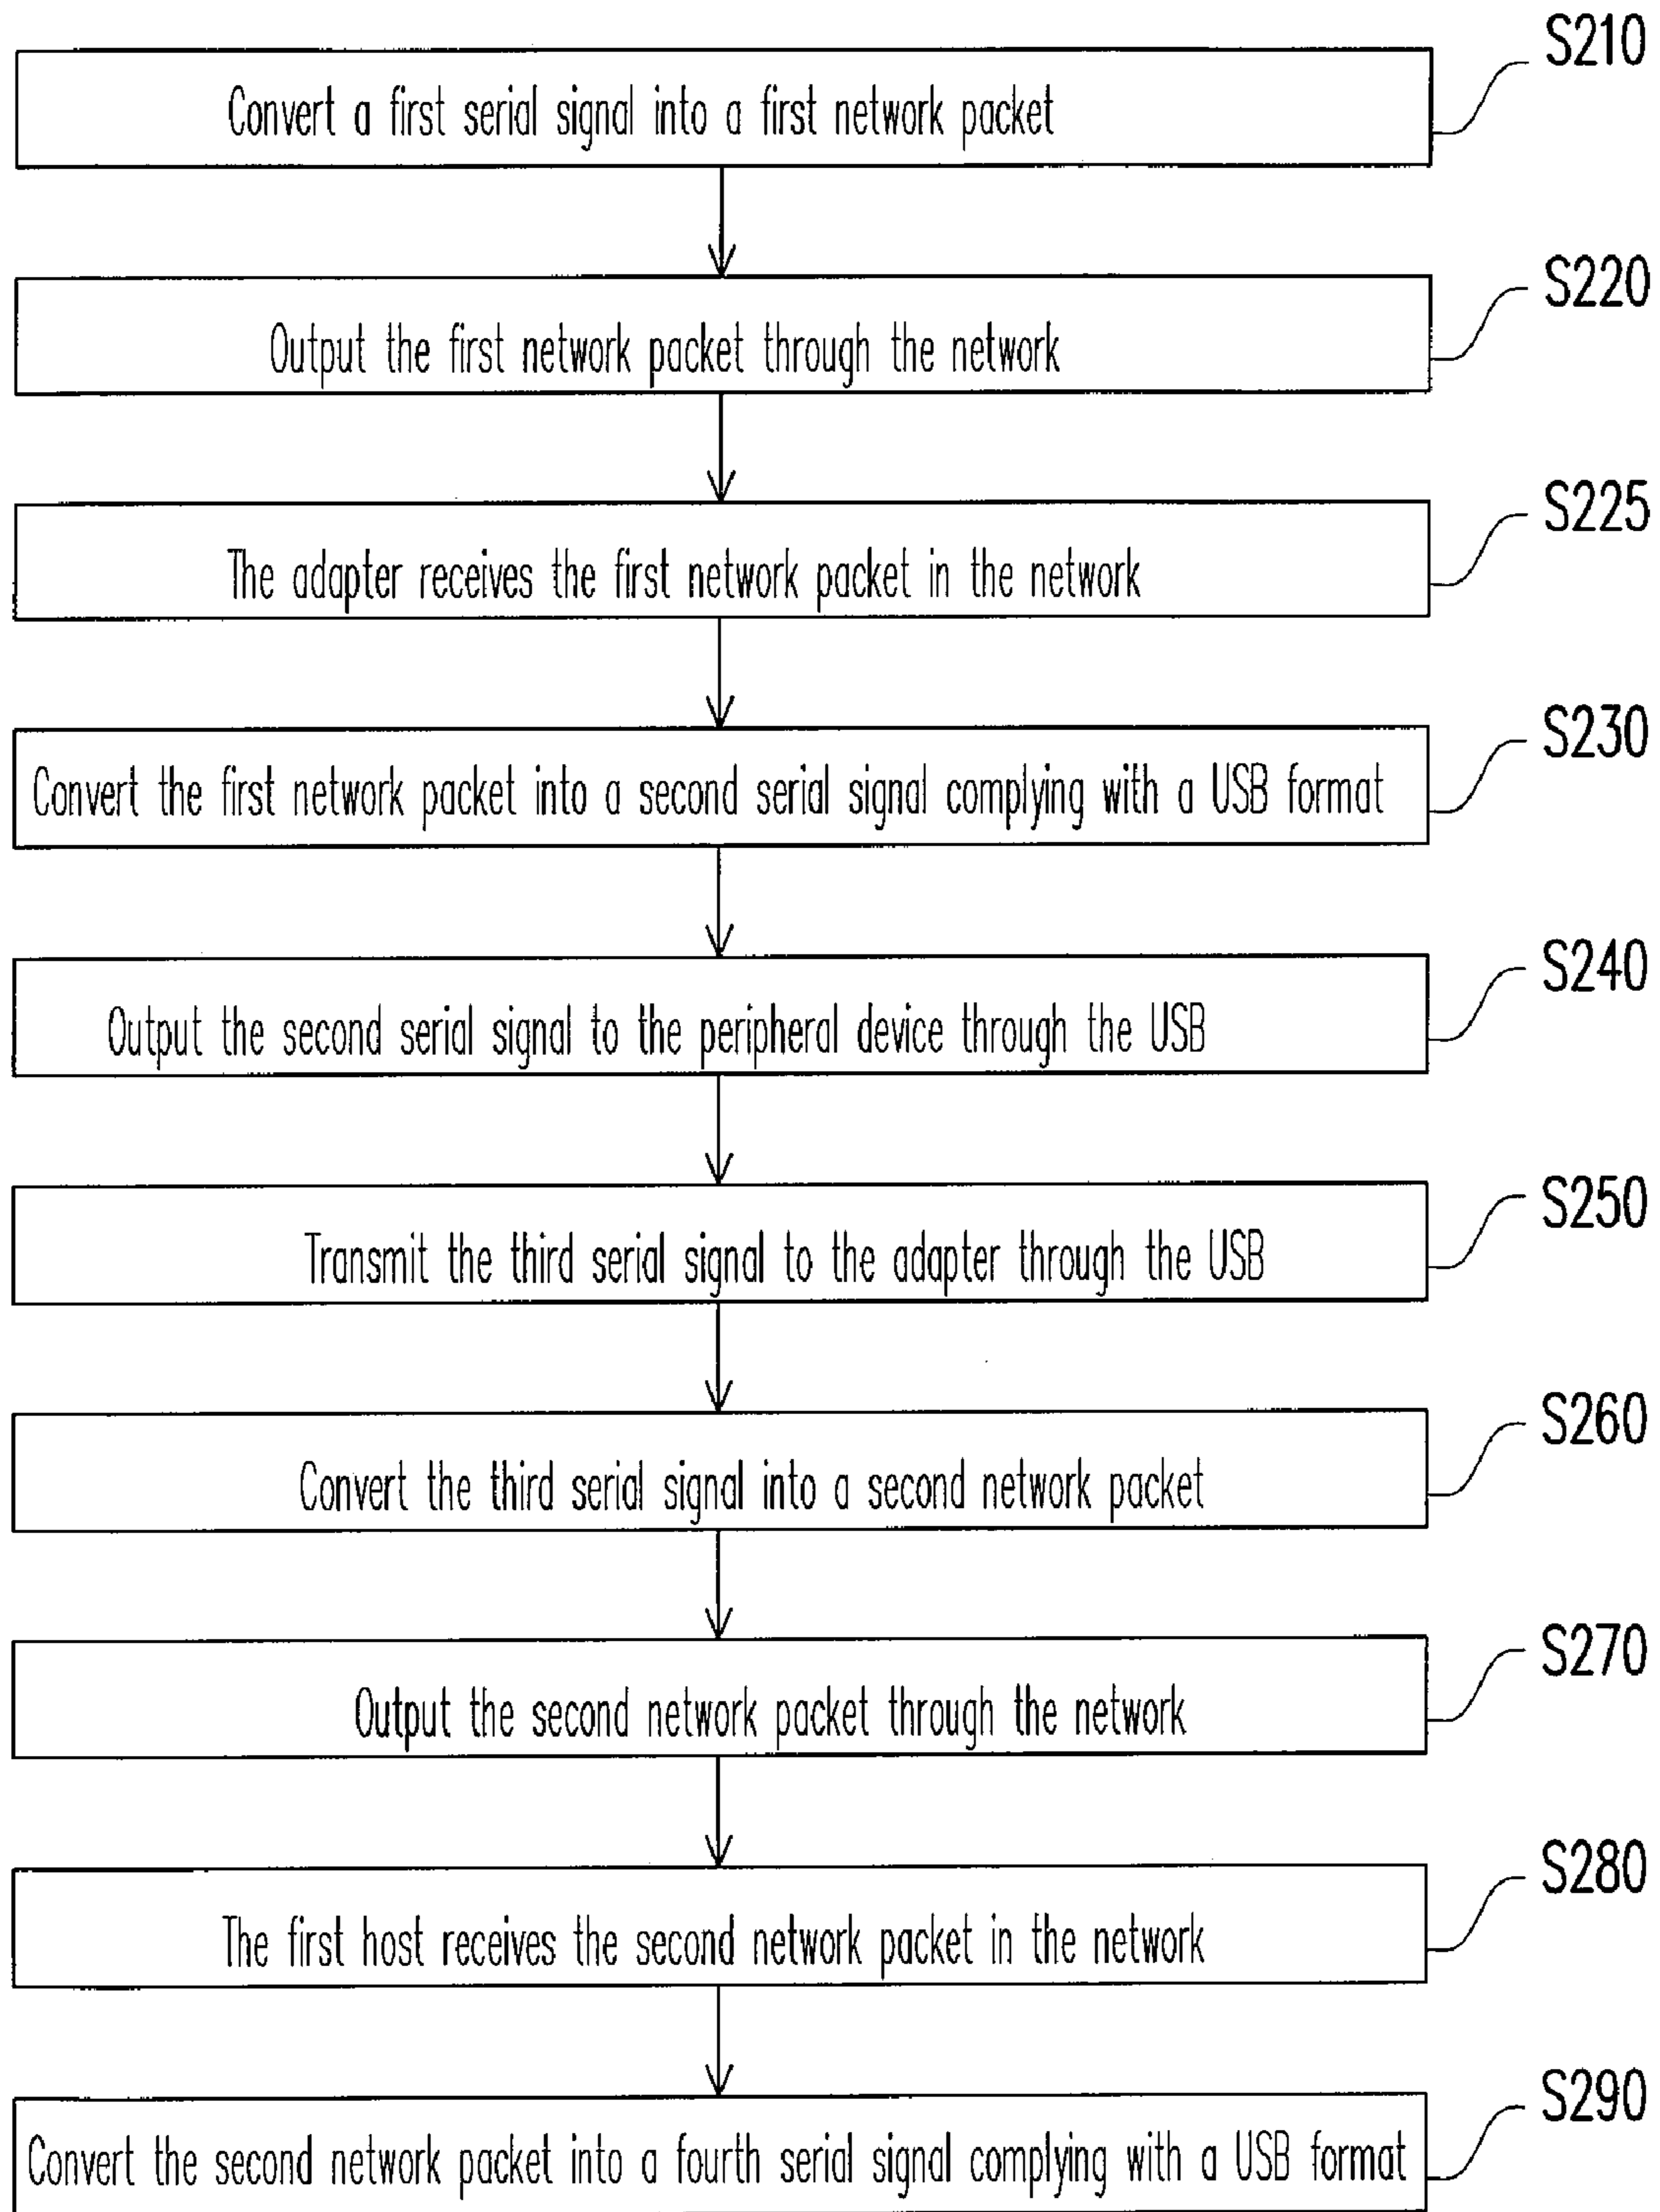 S210
Convert a first serial signal into a first network packet
S220
Output the first network packet through the network
S225
The adapter receives the first network packet in the network
S230
Convert the first network packet into a second serial signal complying with a USB format
S240
Output the second serial signal to the peripheral device through the USB
S250
Transmit the third serial signal to the adapter through the USB
S260
Convert the third serial signal into a second network packet
S270
Output the second network packet through the network
S280
The first host receives the second network packet in the network
S290
Convert the second network packet into a fourth serial signal complying with a USB format